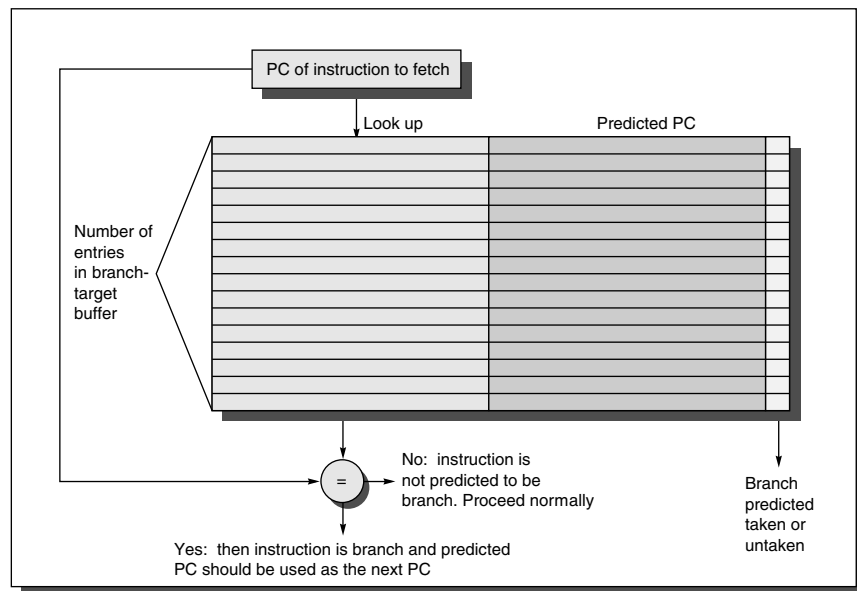 PC of instruction to fetch
Look up
Predicted PC
Number of
entries
in branch-
target
buffer
=
No: instruction is
not predicted to be
branch. Proceed normally
Branch
predicted
taken or
untaken
Yes: then instruction is branch and predicted
PC should be used as the next PC